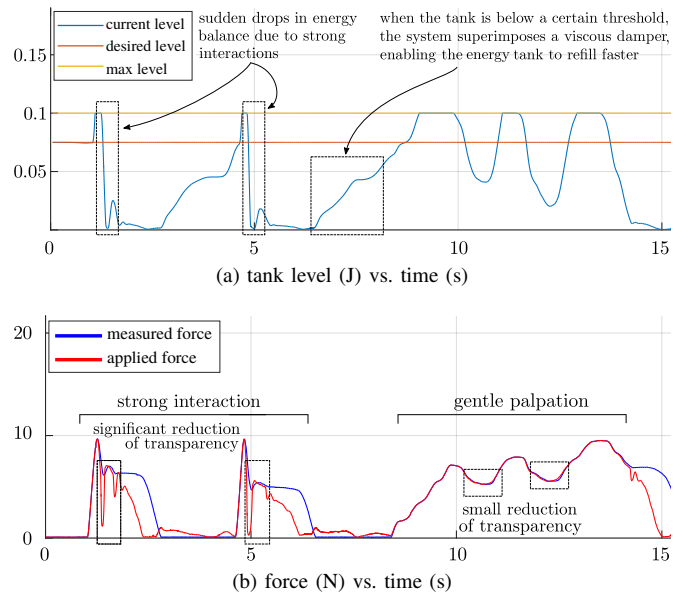 current level
desired level
max level
sudden drops in energy
balance due to strong
interactions
when the tank is below a certain threshold,
the system superimposes a viscous damper,
enabling the energy tank to refill faster
0.1
0.05
0
5
10
15
(a) tank level (J) vs. time (s)
measured force
applied force
20
10
0
strong interaction
significant reduction
of transparency
gentle palpation
small reduction
of transparency
0
5
10
15
(b) force (N) vs. time (s)